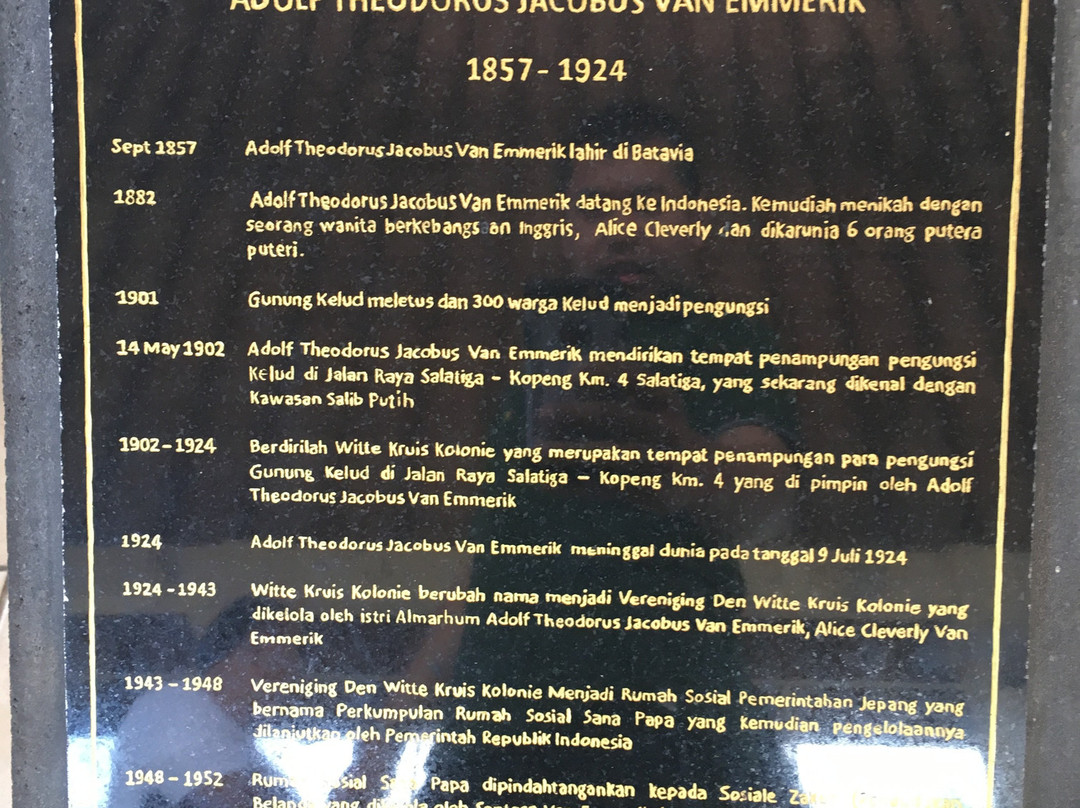 ADOLF THEODORUS JACOBUS VAN EMMERIK
1857 - 1924
Sept 1857 Adolf Theodorus Jacobus Van Emmerik lahir di Batavia
1882 Adolf Theodorus Jacobus Van Emmerik datang ke Indonesia. Kemudiah menikah dengan
seorang wanita berkebangs an Inggris, Alice Cleverly dan dikarunia 6 orang putera
puteri.
1901 Gunung Kelud meletus dan 300 warga Kelud menjadi pengungsi
14 May 1902 Adolf Theodorus Jacobus Van Emmerik mendirikan tempat penampungan pengungsi
Kelud di Jalan Raya Salatiga - Kopeng Km. 4 Salatiga, yang sekarang dikenal dengan
Kawasan Salib Putih
1902 - 1924 Berdirilah Witte Kruis Kolonie yang merupakan tempat penampungan para pengungsi
Gunung Kelud di Jalan Raya Salatiga - Kopeng Km. 4 yang di pimpin oleh Adolf
Theodorus Jacobus Van Emmerik
1924 Adolf Theodorus Jacobus Van Emmerik meninggal dunia pada tanggal 9 Juli 1924
1924 - 1943 Witte Kruis Kolonie berubah nama menjadi Vereniging Den Witte Kruis Kolonie yang
dikelola oleh istri Almarhum Adolf Theodorus Jacobus Van Emmerik, Alice Cleverly Van
Emmerik
1943 - 1948 Vereniging Den Witte Kruis Kolonie Menjadi Rumah Sosial Pemerintahan Jepang yang
bernama Perkumpulan Rumah Sosial Sana Papa yang kemudian pengelolaannya
dilanjutkan oleh Pemerintah Republik Indonesia
1948 - 1952 Papa dipindahtangankan kepada Sosiale
yang oleh